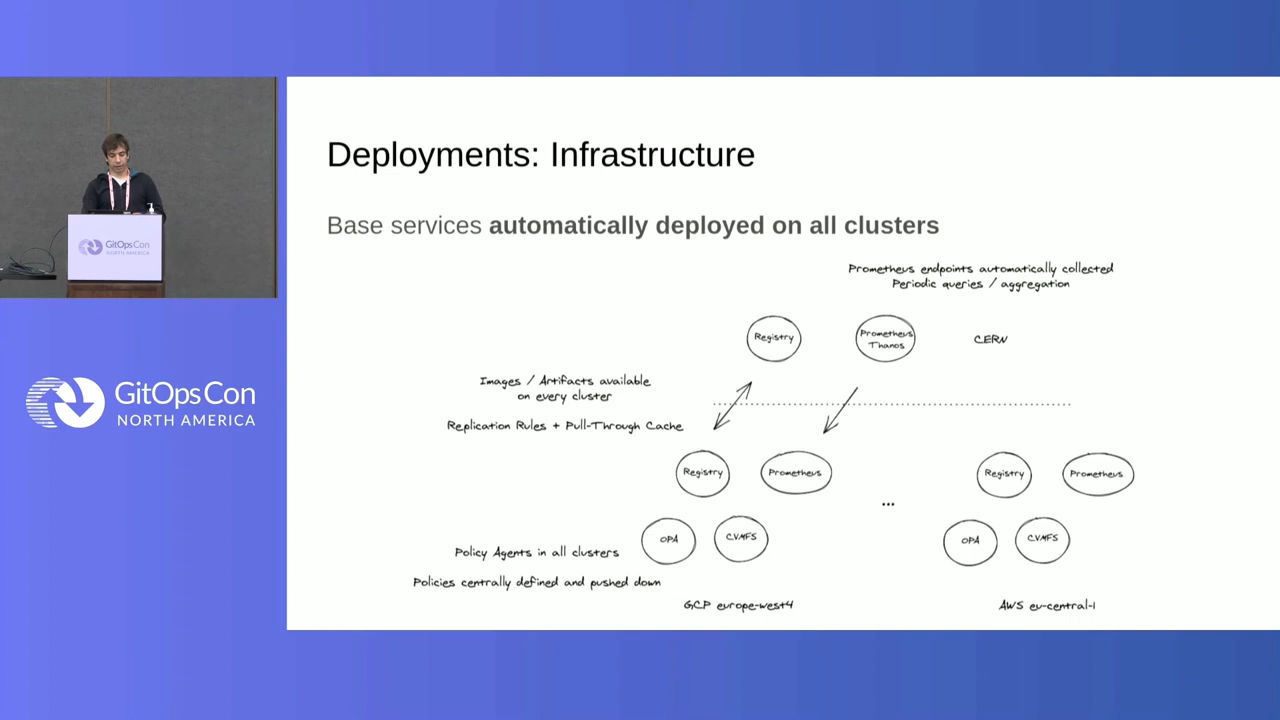 Deployments: Infrastructure
Base services automatically deployed on all clusters
Prometheus endpoints automatically collected
Periodic queries / aggregation
Registry
Prometheus
Thanos
CERN
Images / Artifacts available
on every cluster
Replication Rules + Pull-Through Cache
Registry
Prometheus
...
Registry
Prometheus
OPA
CVMFS
OPA
CVMFS
Policy Agents in all clusters
Policies centrally defined and pushed down
GCP europe-west4
AWS eu-central-1
GitOpsCon
NORTH AMERICA
GitOpsCon
NORTH AMERICA